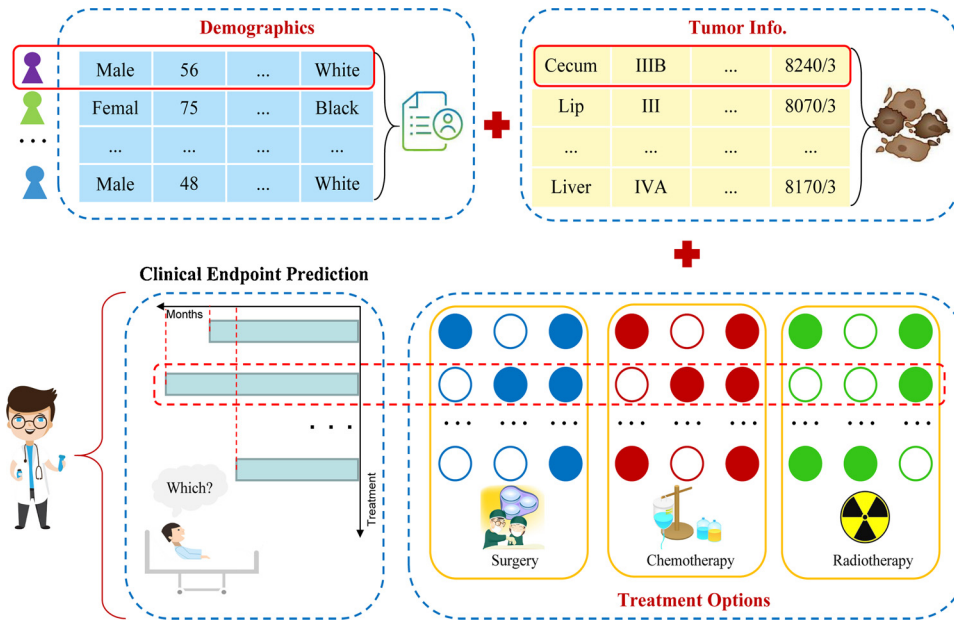 Demographics
Male 56 ... White
Femal 75 ... Black
... ... ... ...
Male 48 ... White
Tumor Info.
Cecum IIIB ... 8240/3
Lip III ... 8070/3
... ... ... ...
Liver IVA ... 8170/3
Clinical Endpoint Prediction
Months
Treatment
Which?
Surgery
Chemotherapy
Radiotherapy
Treatment Options